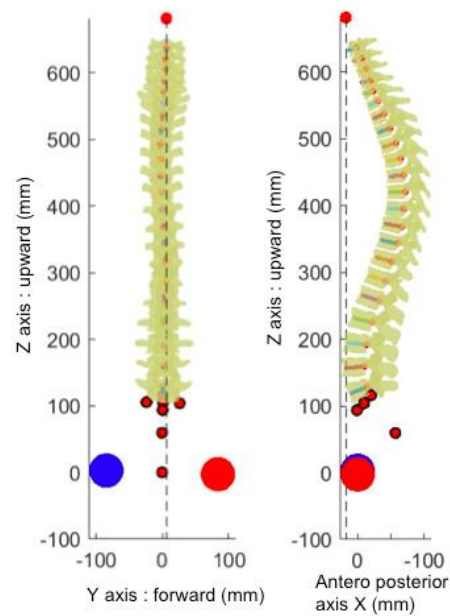 600
500
400
300
200
100
0
-100
Z axis : upward (mm)
-100 0 100
Y axis : forward (mm)
600
500
400
300
200
100
0
-100
Z axis : upward (mm)
0 -100
Antero posterior
axis X (mm)